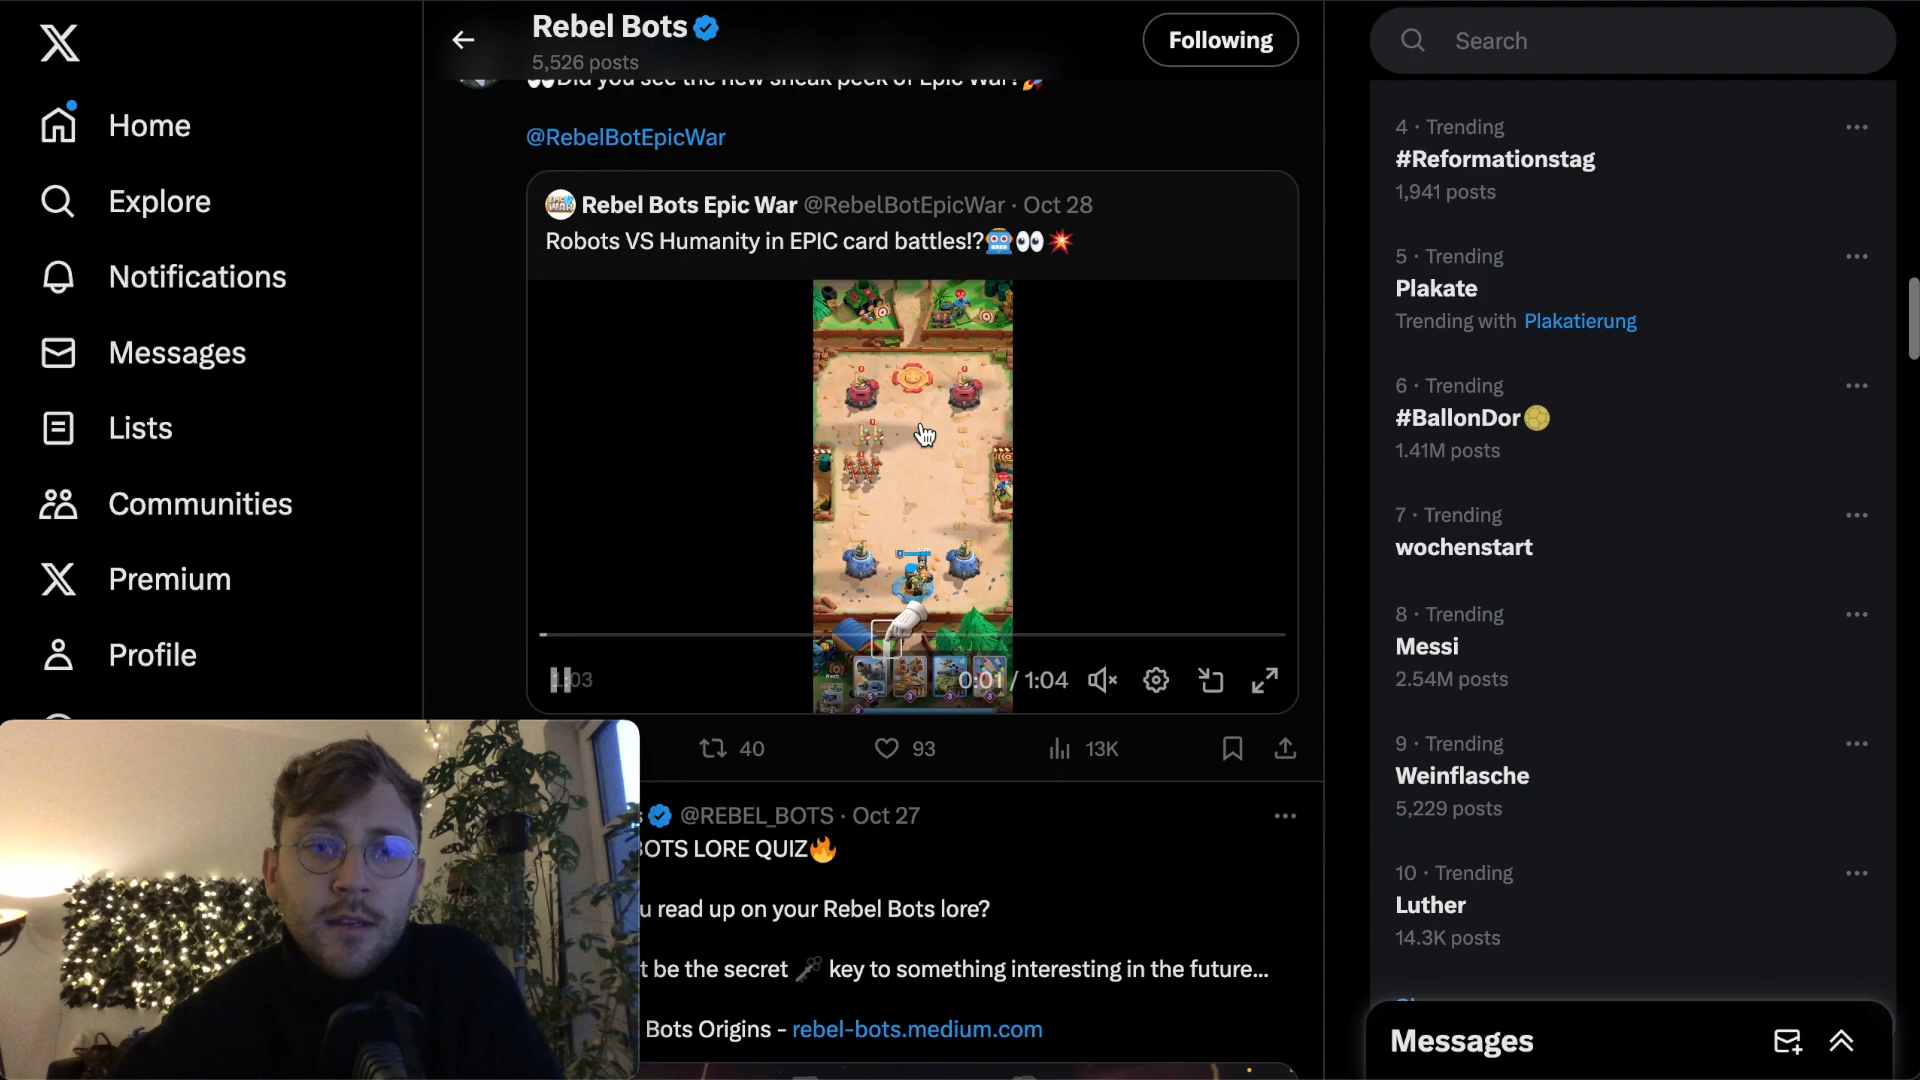 Home
Explore
Notifications
Messages
Lists
Communities
Premium
Profile
Rebel Bots
5,526 posts
Following
👀Did you see the new sneak peek of Epic War?🚀
@RebelBotEpicWar
Rebel Bots Epic War @RebelBotEpicWar · Oct 28
Robots VS Humanity in EPIC card battles!?🤖👀💥
1:03
0:01 / 1:04
40
93
13K
@REBEL_BOTS · Oct 27
BOTS LORE QUIZ🔥
u read up on your Rebel Bots lore?
t be the secret 🗝️ key to something interesting in the future...
Bots Origins - rebel-bots.medium.com
Search
4 · Trending
#Reformationstag
1,941 posts
5 · Trending
Plakate
Trending with Plakatierung
6 · Trending
#BallonDor
1.41M posts
7 · Trending
wochenstart
8 · Trending
Messi
2.54M posts
9 · Trending
Weinflasche
5,229 posts
10 · Trending
Luther
14.3K posts
Messages